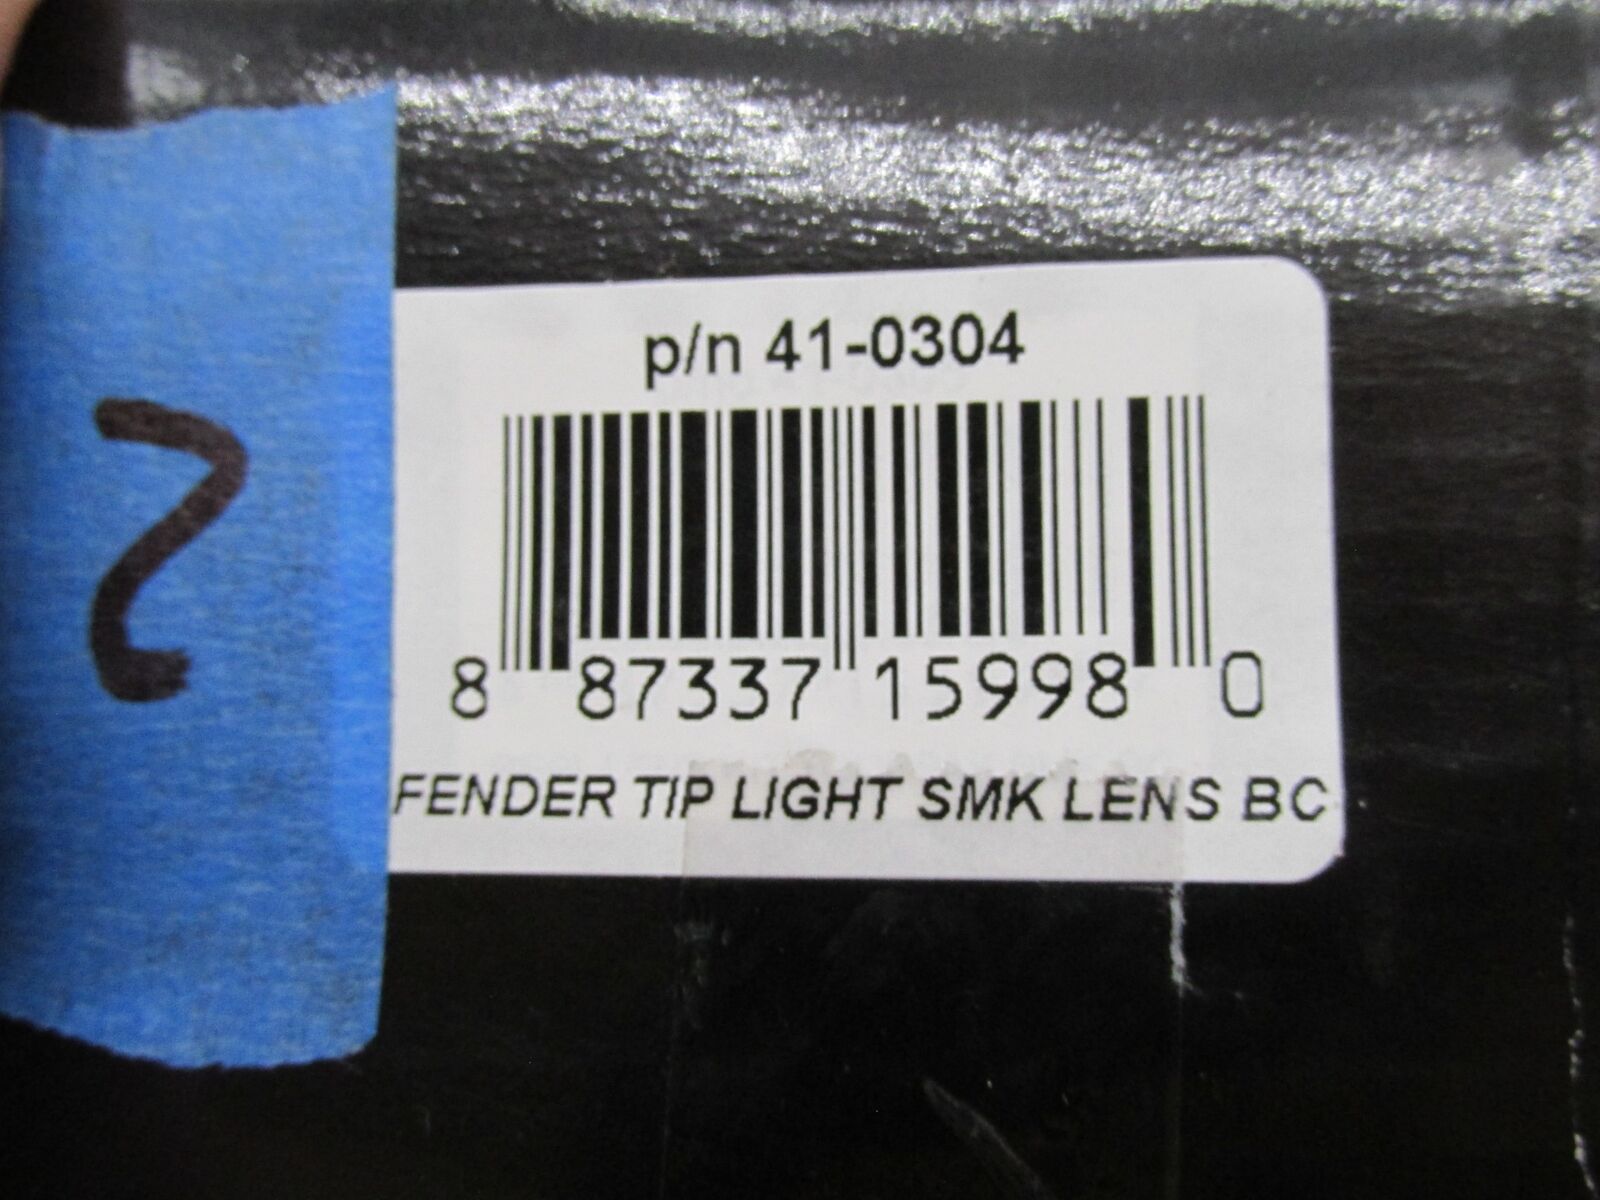 2
p/n 41-0304
8 87337 15998 0
FENDER TIP LIGHT SMK LENS BC